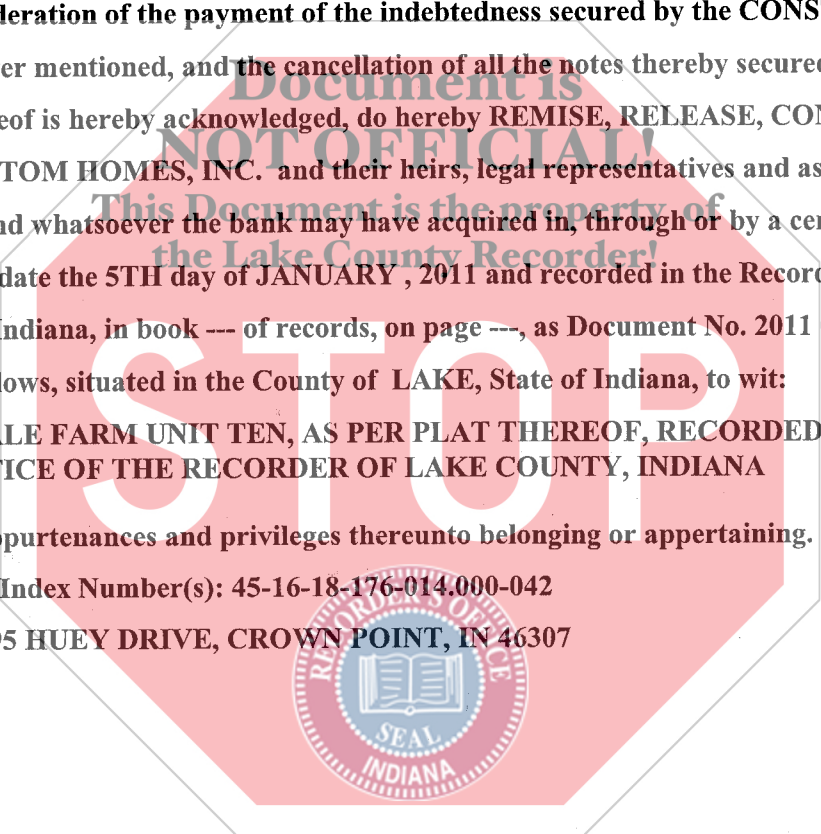 deration of the payment of the indebtedness secured by the CONS
er mentioned, and the cancellation of all the notes thereby secured
Document is
eof is hereby acknowledged, do hereby REMISE, RELEASE, CON
NOT OFFICIAL!
TOM HOMES, INC. and their heirs, legal representatives and as
This Document is the property of
nd whatsoever the bank may have acquired in, through or by a cer
the Lake County Recorder!
date the 5TH day of JANUARY , 2011 and recorded in the Record
Indiana, in book --- of records, on page ---, as Document No. 2011
lows, situated in the County of LAKE, State of Indiana, to wit:
STOP
ALE FARM UNIT TEN, AS PER PLAT THEREOF, RECORDED
ICE OF THE RECORDER OF LAKE COUNTY, INDIANA
ppurtenances and privileges thereunto belonging or appertaining.
Index Number(s): 45-16-18-176-014.000-042
95 HUEY DRIVE, CROWN POINT, IN 46307
RECORDER'S OFFICE
SEAL
INDIANA